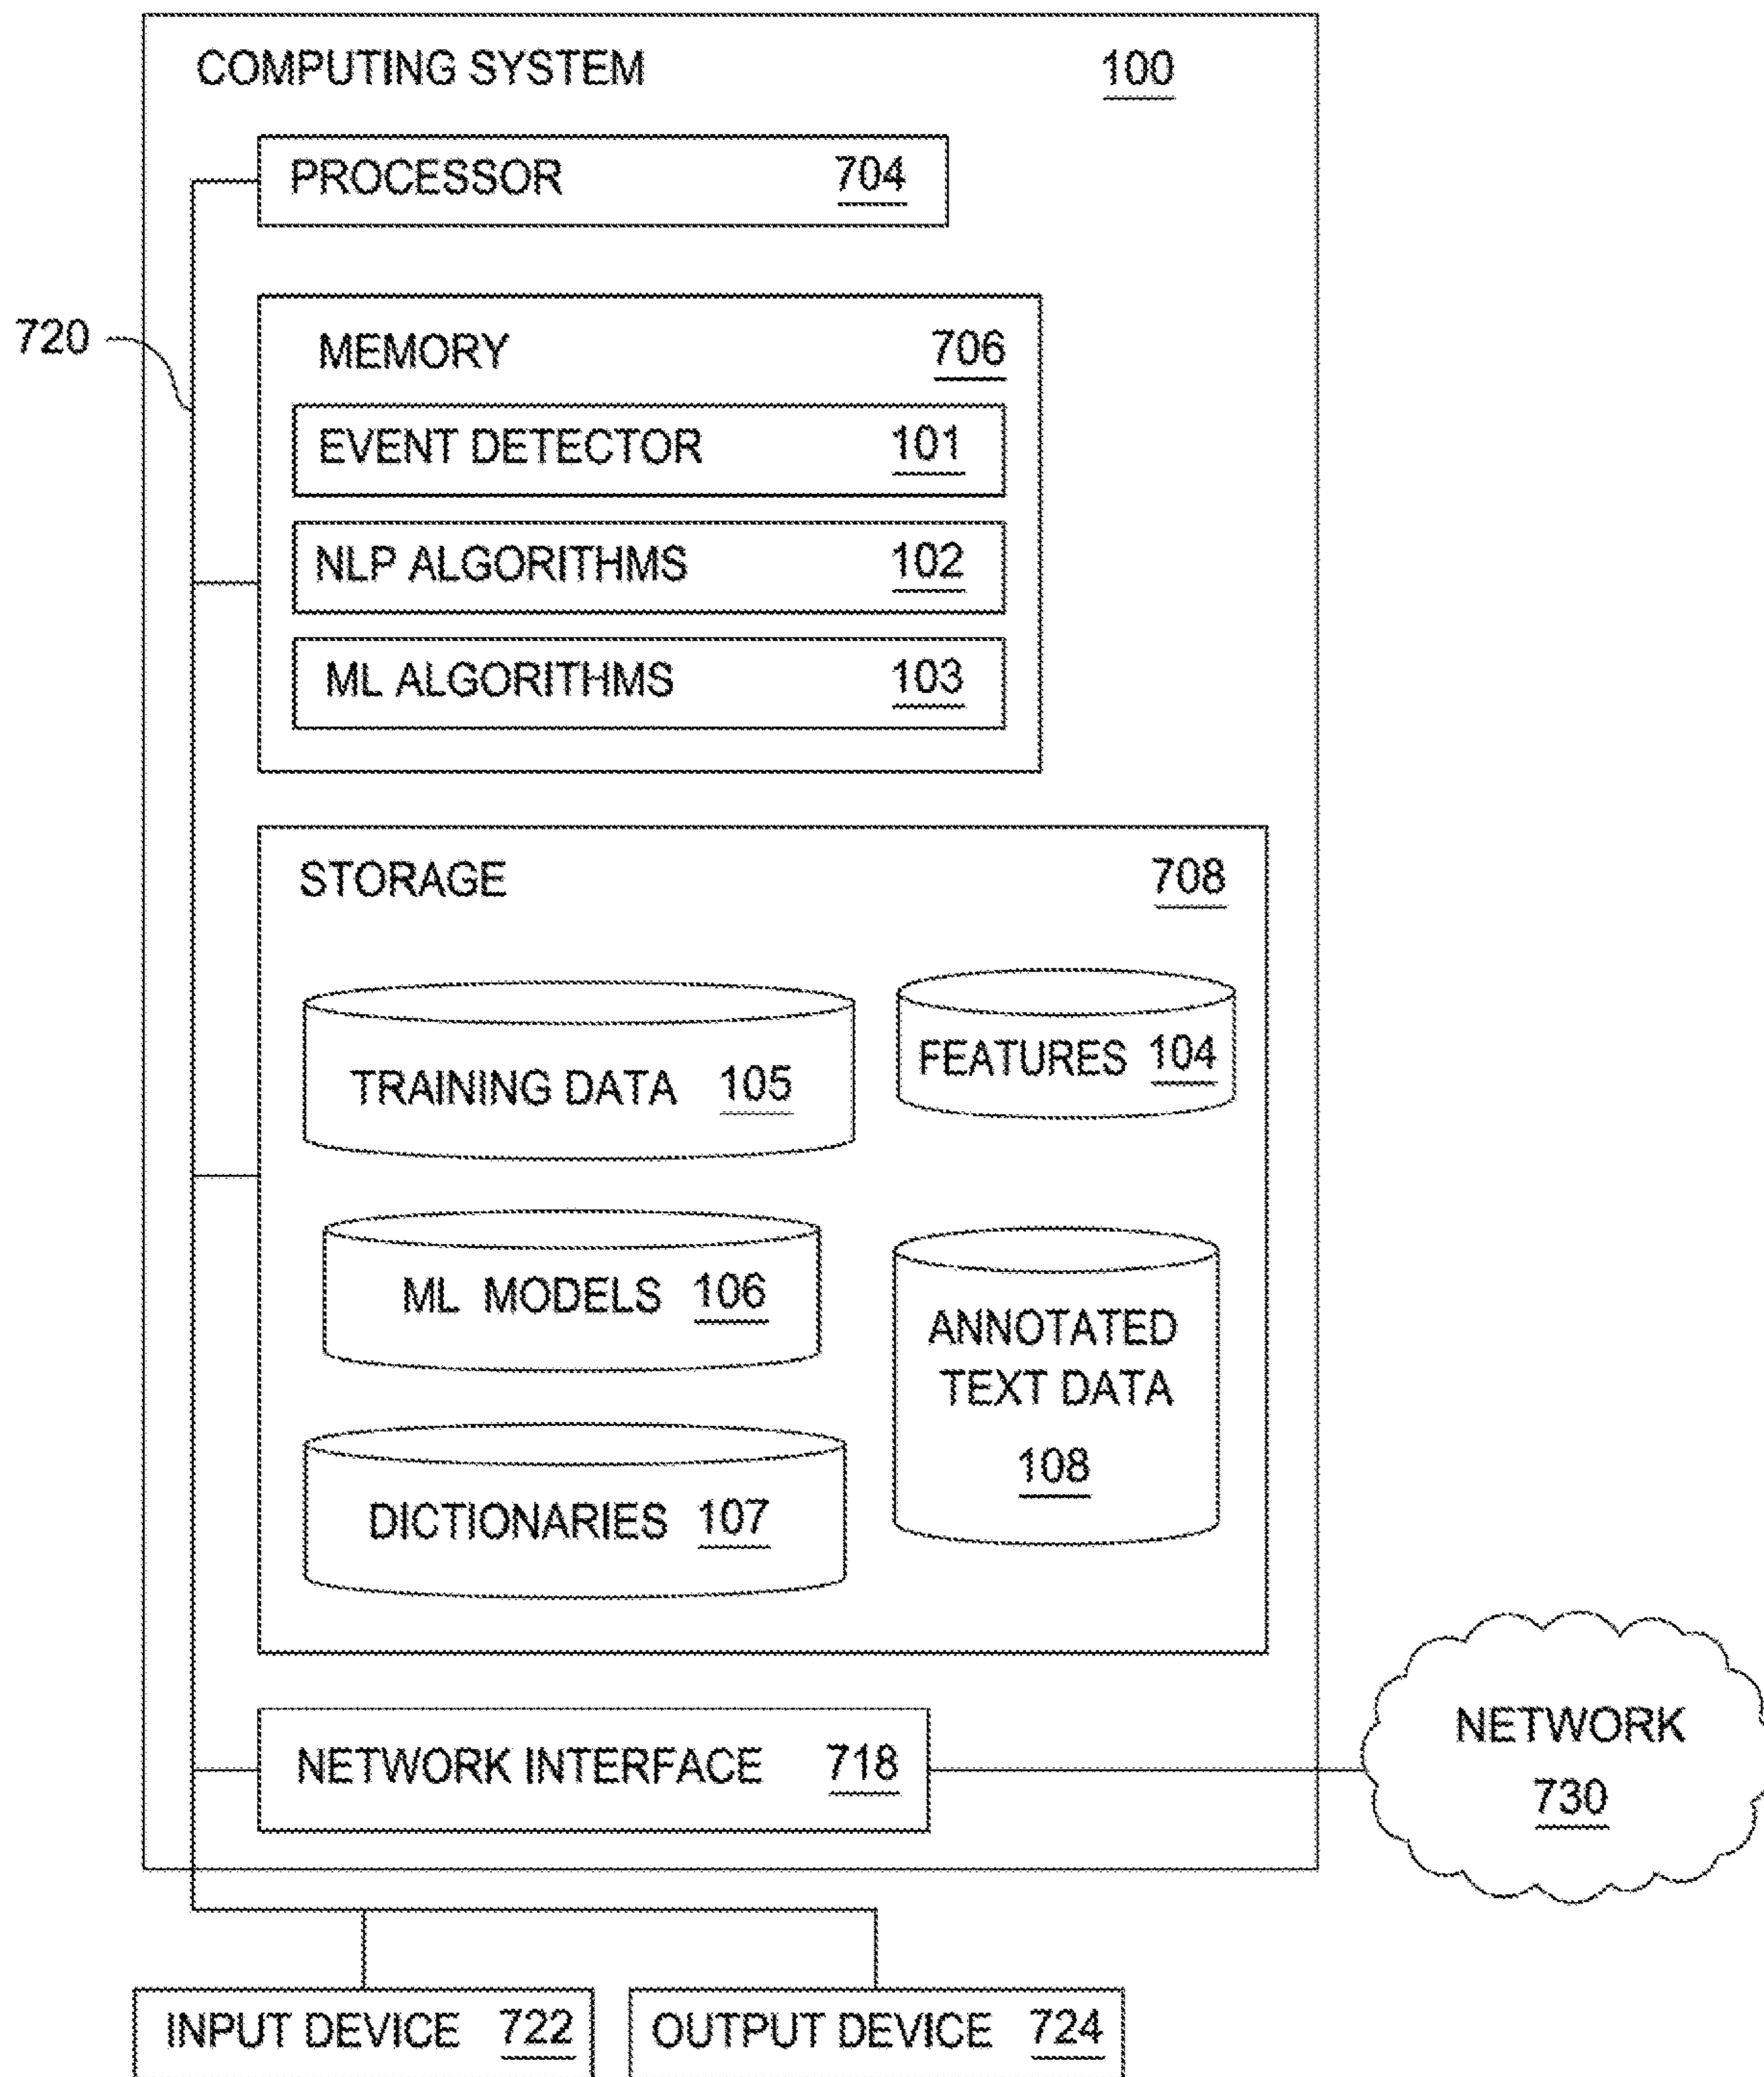 COMPUTING SYSTEM 100
PROCESSOR 704
720
MEMORY 706
EVENT DETECTOR 101
NLP ALGORITHMS 102
ML ALGORITHMS 103
STORAGE 708
TRAINING DATA 105
FEATURES 104
ML MODELS 106
ANNOTATED
TEXT DATA
108
DICTIONARIES 107
NETWORK INTERFACE 718
NETWORK
730
INPUT DEVICE 722
OUTPUT DEVICE 724